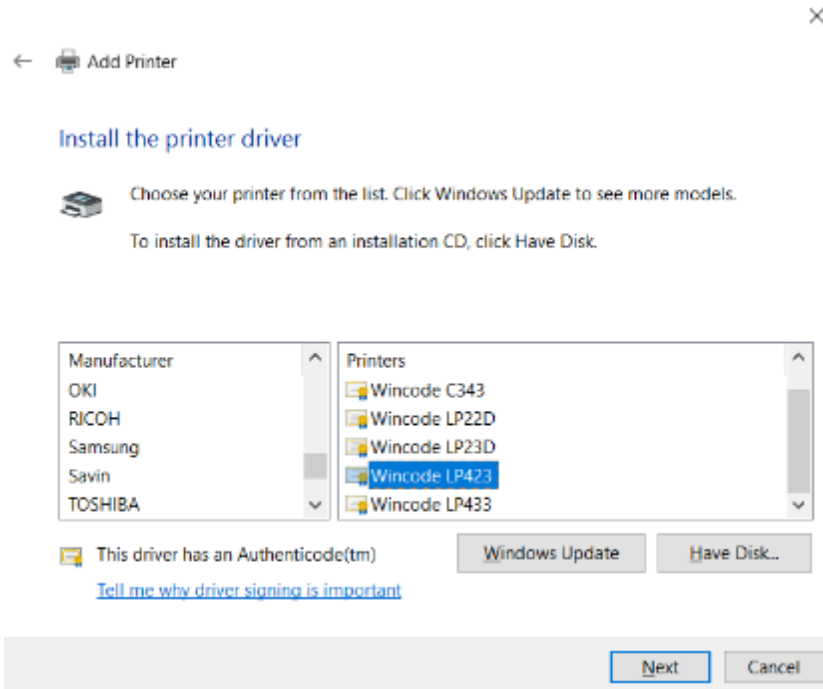 Add Printer
Install the printer driver
Choose your printer from the list. Click Windows Update to see more models.
To install the driver from an installation CD, click Have Disk.
Manufacturer
OKI
RICOH
Samsung
Savin
TOSHIBA
Printers
Wincode C343
Wincode LP22D
Wincode LP23D
Wincode LP423
Wincode LP433
This driver has an Authenticode(tm)
Tell me why driver signing is important
Windows Update
Have Disk...
Next
Cancel